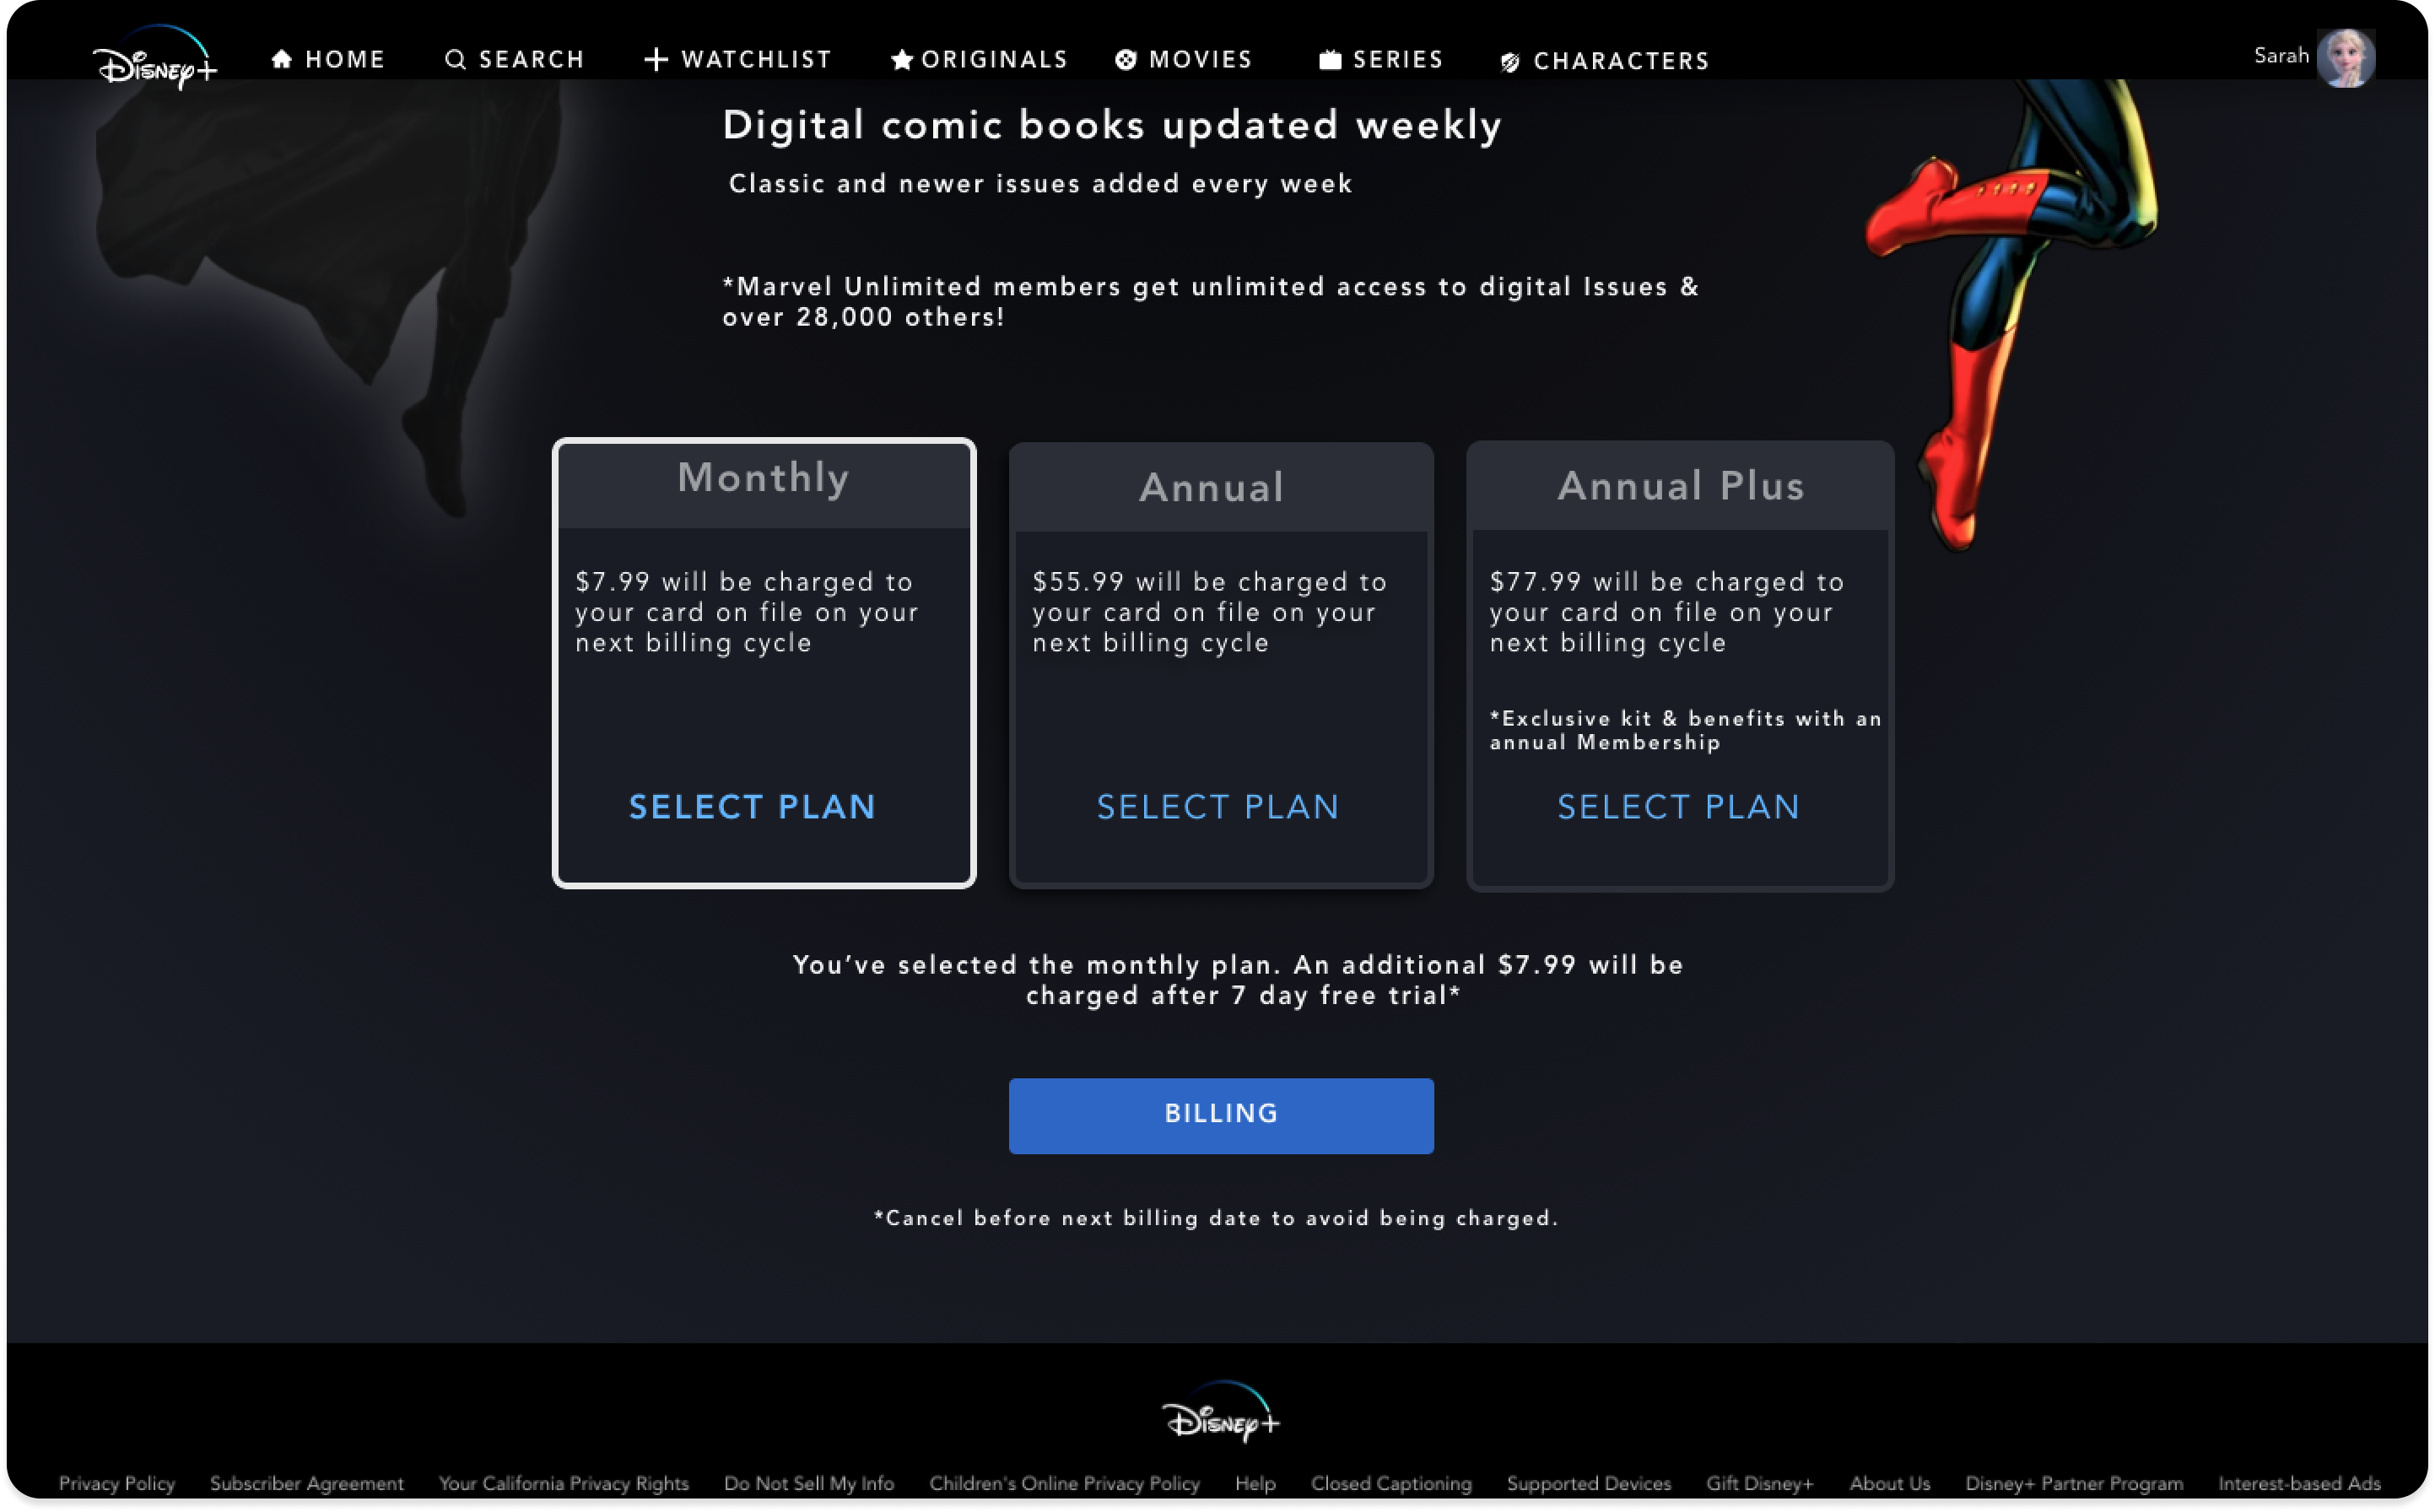 Disney+
HOME
SEARCH
WATCHLIST
ORIGINALS
MOVIES
SERIES
CHARACTERS
Sarah
Digital comic books updated weekly
Classic and newer issues added every week
*Marvel Unlimited members get unlimited access to digital Issues &
over 28,000 others!
Monthly
$7.99 will be charged to
your card on file on your
next billing cycle
SELECT PLAN
Annual
$55.99 will be charged to
your card on file on your
next billing cycle
SELECT PLAN
Annual Plus
$77.99 will be charged to
your card on file on your
next billing cycle
*Exclusive kit & benefits with an
annual Membership
SELECT PLAN
You’ve selected the monthly plan. An additional $7.99 will be
charged after 7 day free trial*
BILLING
*Cancel before next billing date to avoid being charged.
Disney+
Privacy Policy
Subscriber Agreement
Your California Privacy Rights
Do Not Sell My Info
Children's Online Privacy Policy
Help
Closed Captioning
Supported Devices
Gift Disney+
About Us
Disney+ Partner Program
Interest-based Ads